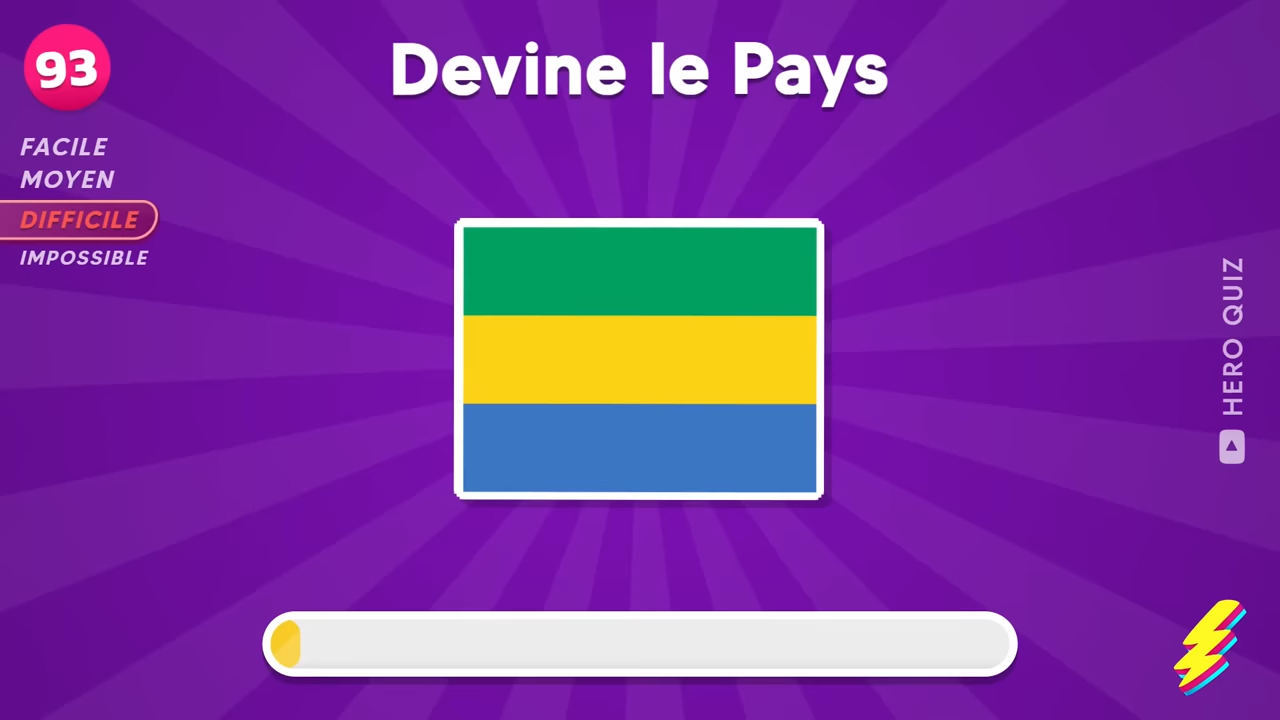 93
Devine le Pays
FACILE
MOYEN
DIFFICILE
IMPOSSIBLE
HERO QUIZ